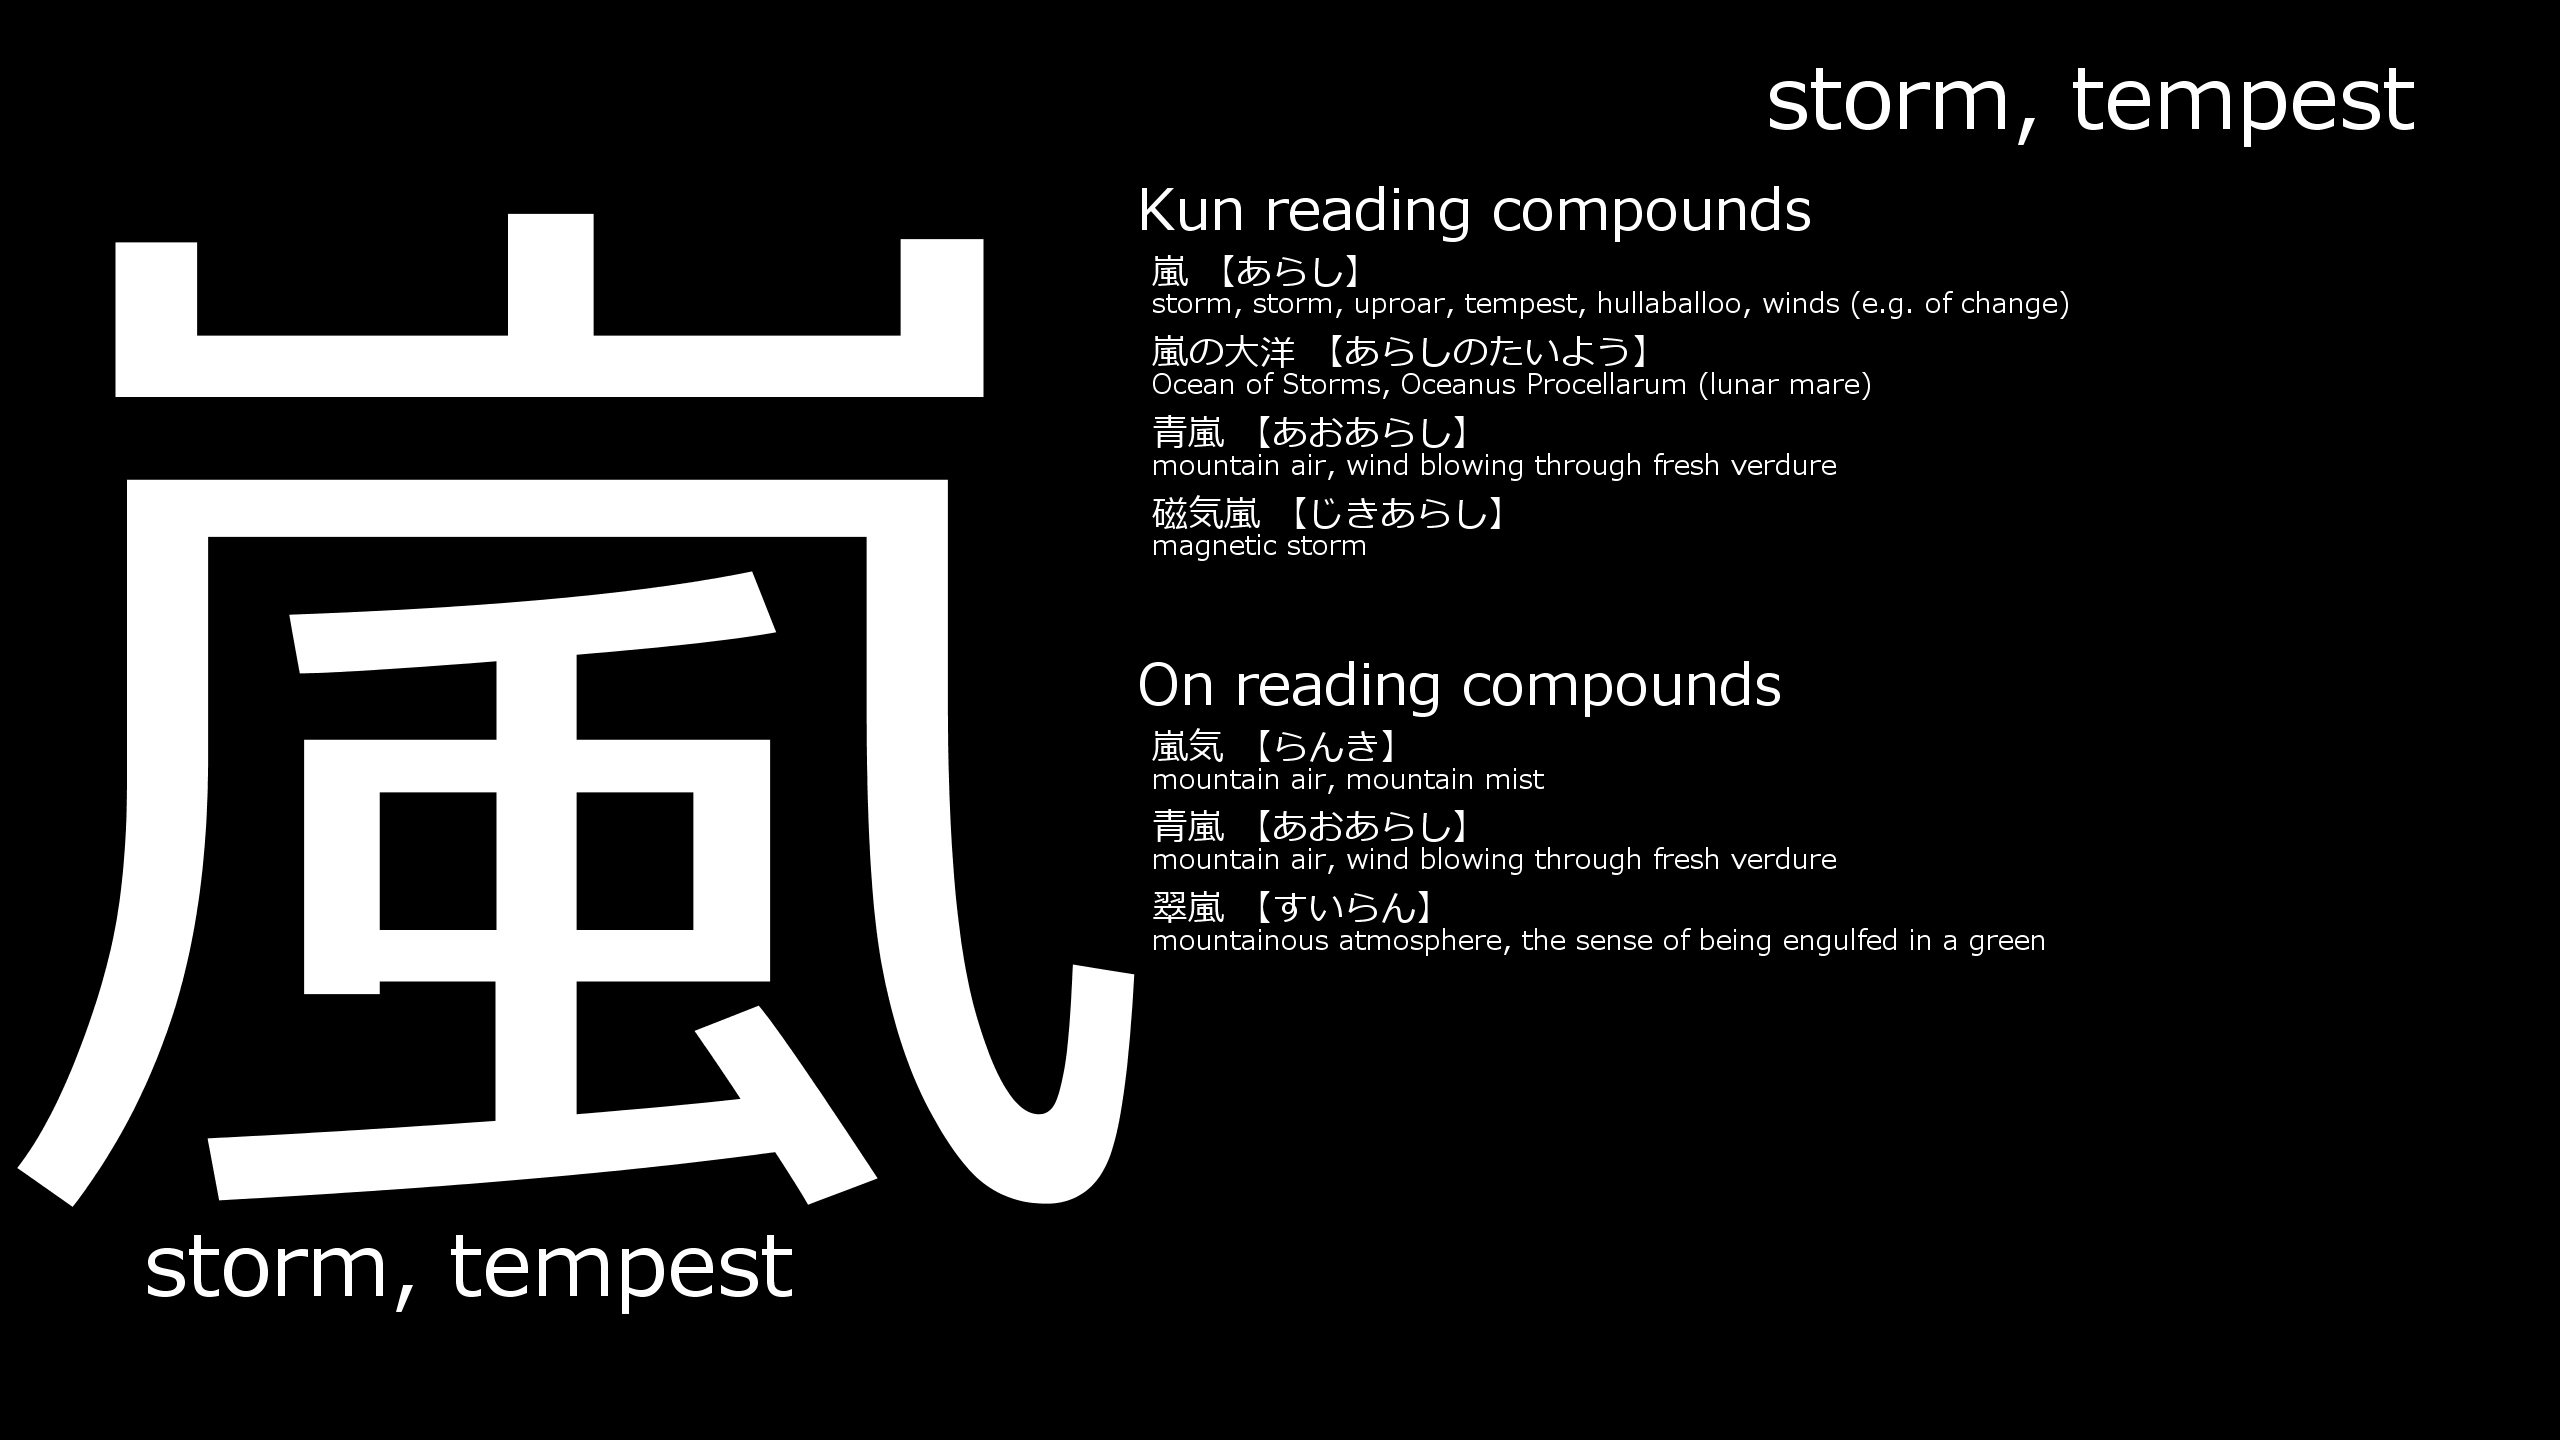 storm, tempest
嵐
storm, tempest
Kun reading compounds
嵐 【あらし】
storm, storm, uproar, tempest, hullaballoo, winds (e.g. of change)
嵐の大洋 【あらしのたいよう】
Ocean of Storms, Oceanus Procellarum (lunar mare)
青嵐 【あおあらし】
mountain air, wind blowing through fresh verdure
磁気嵐 【じきあらし】
magnetic storm
On reading compounds
嵐気 【らんき】
mountain air, mountain mist
青嵐 【あおあらし】
mountain air, wind blowing through fresh verdure
翠嵐 【すいらん】
mountainous atmosphere, the sense of being engulfed in a green